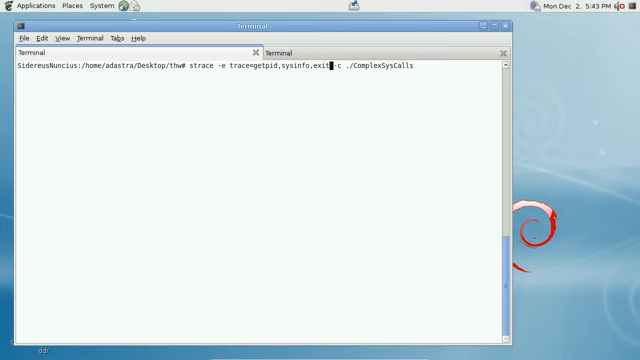 Applications Places System
Mon Dec 2, 5:43 PM
Terminal
File Edit View Terminal Tabs Help
Terminal
Terminal
SidereusNuncius:/home/adastra/Desktop/thw# strace -e trace=getpid,sysinfo,exit -c ./ComplexSysCalls
ddr